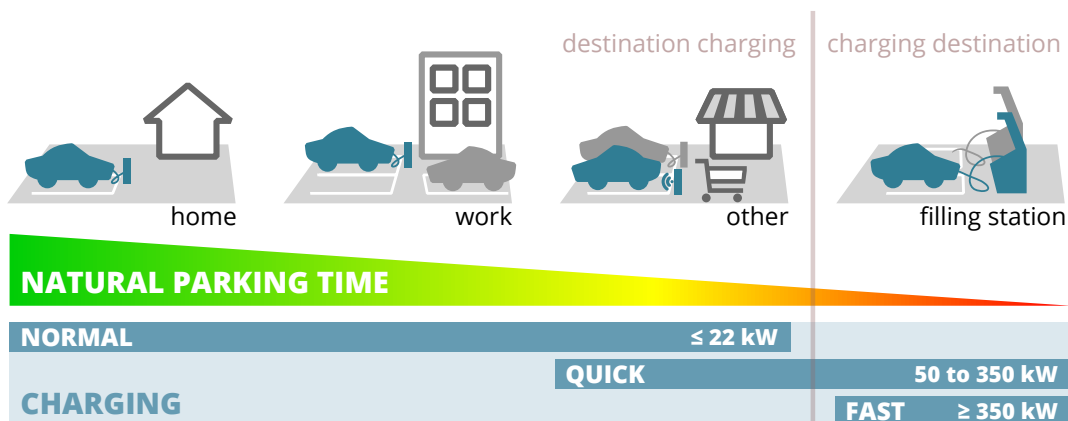 destination charging
charging destination
home
work
other
filling station
NATURAL PARKING TIME
NORMAL
≤ 22 kW
QUICK
50 to 350 kW
CHARGING
FAST
≥ 350 kW